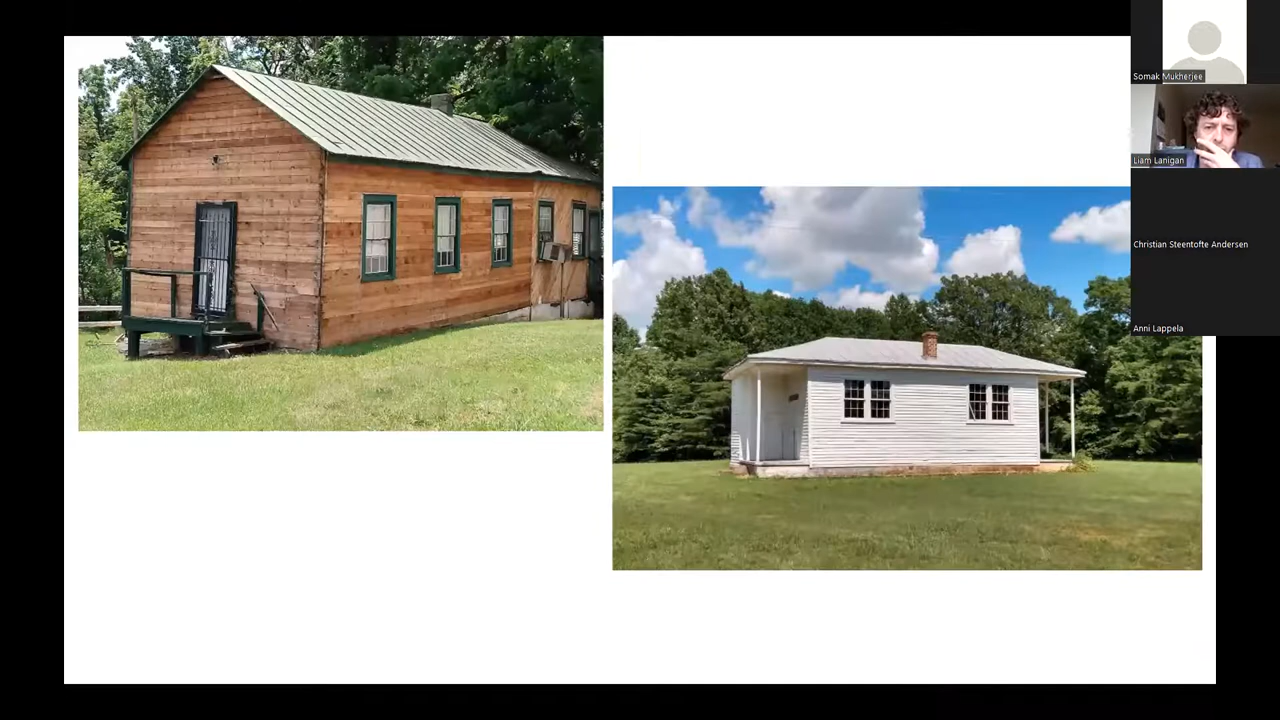 Somak Mukherjee
Liam Lanigan
Christian Steentofte Andersen
Anni Lappela